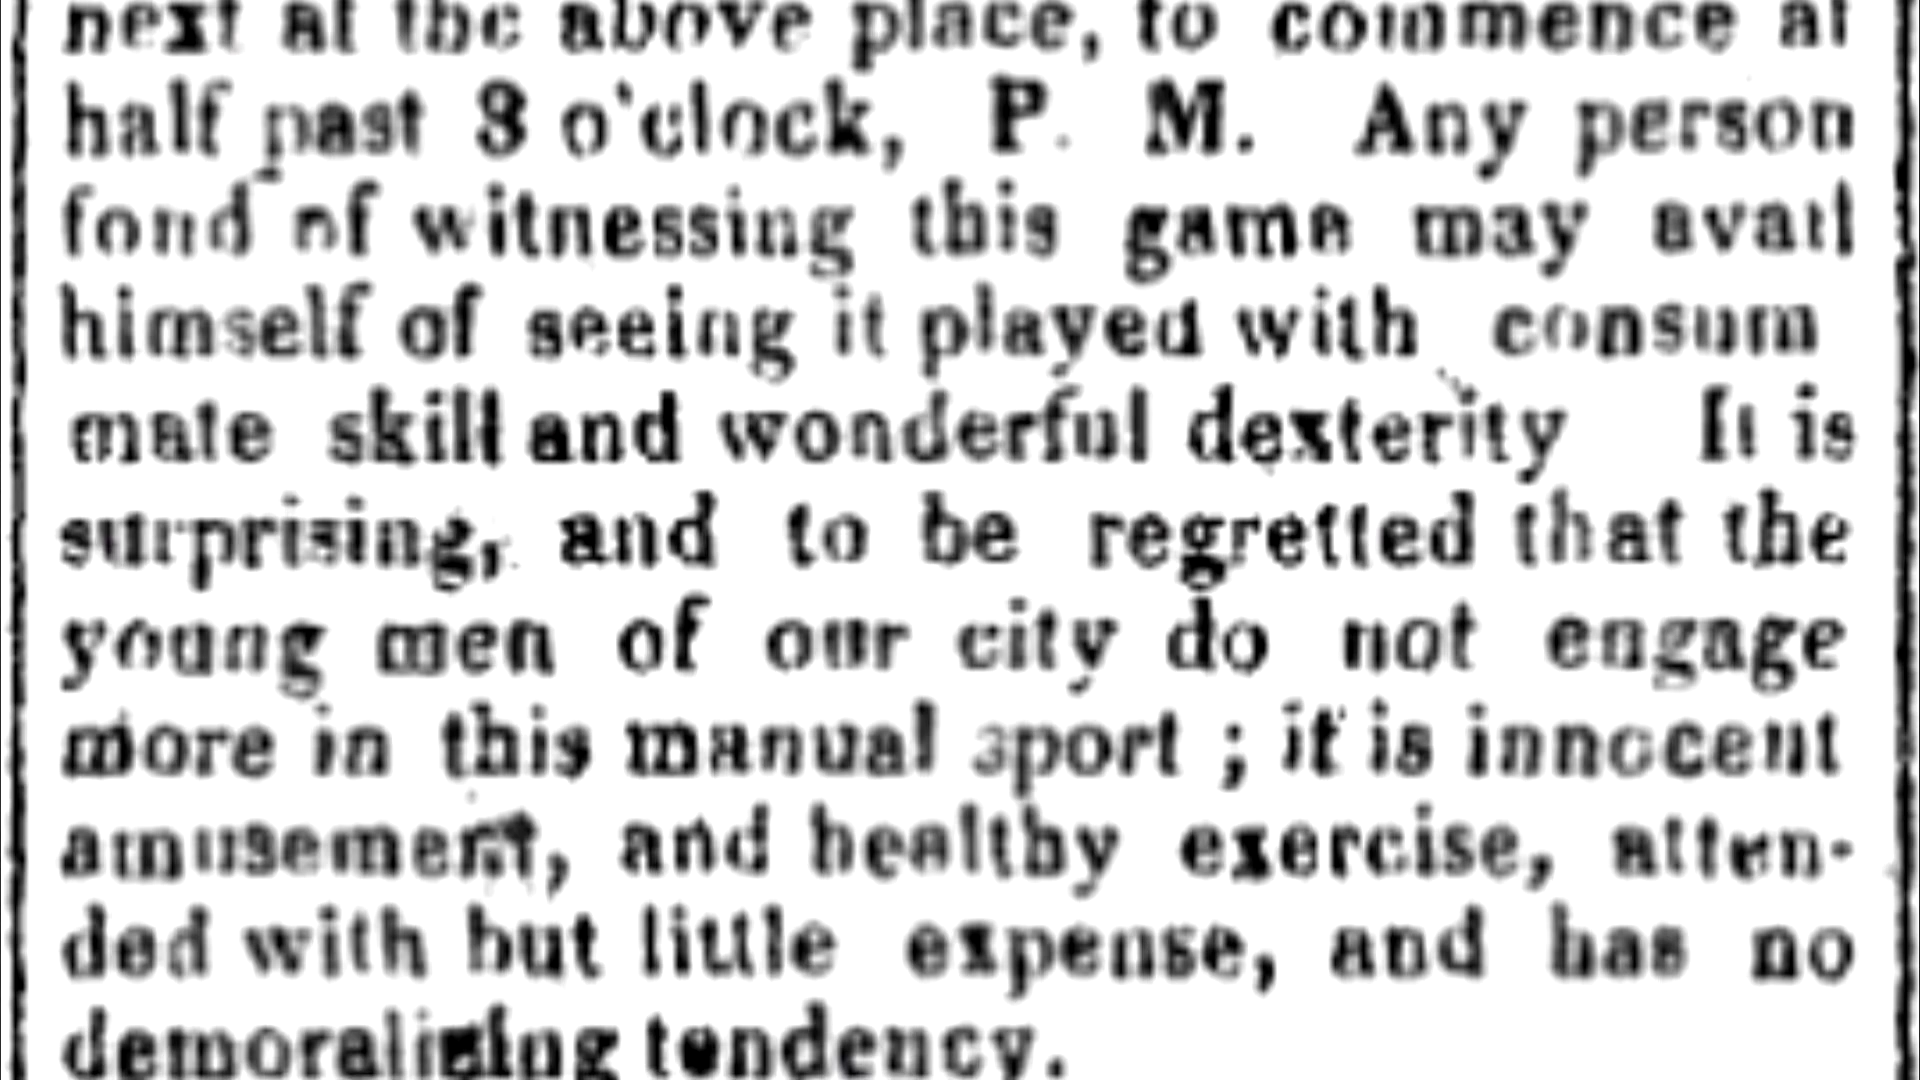 next at the above place, to commence at
half past 3 o'clock, P. M. Any person
fond of witnessing this game may avail
himself of seeing it played with consum
mate skill and wonderful dexterity It is
surprising, and to be regretted that the
young men of our city do not engage
more in this manual sport ; it is innocent
amusement, and healthy exercise, atten-
ded with but little expense, and has no
demoralizing tendency.